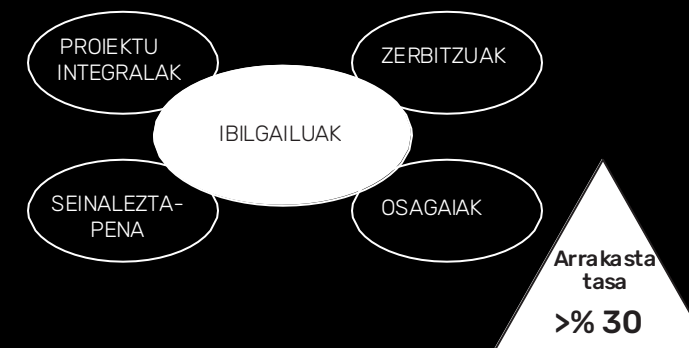 PROIEKTU
INTEGRALAK
ZERBITZUAK
IBILGAILUAK
SEINALEZTA-
PENA
OSAGAIAK
Arrakasta
tasa
>% 30